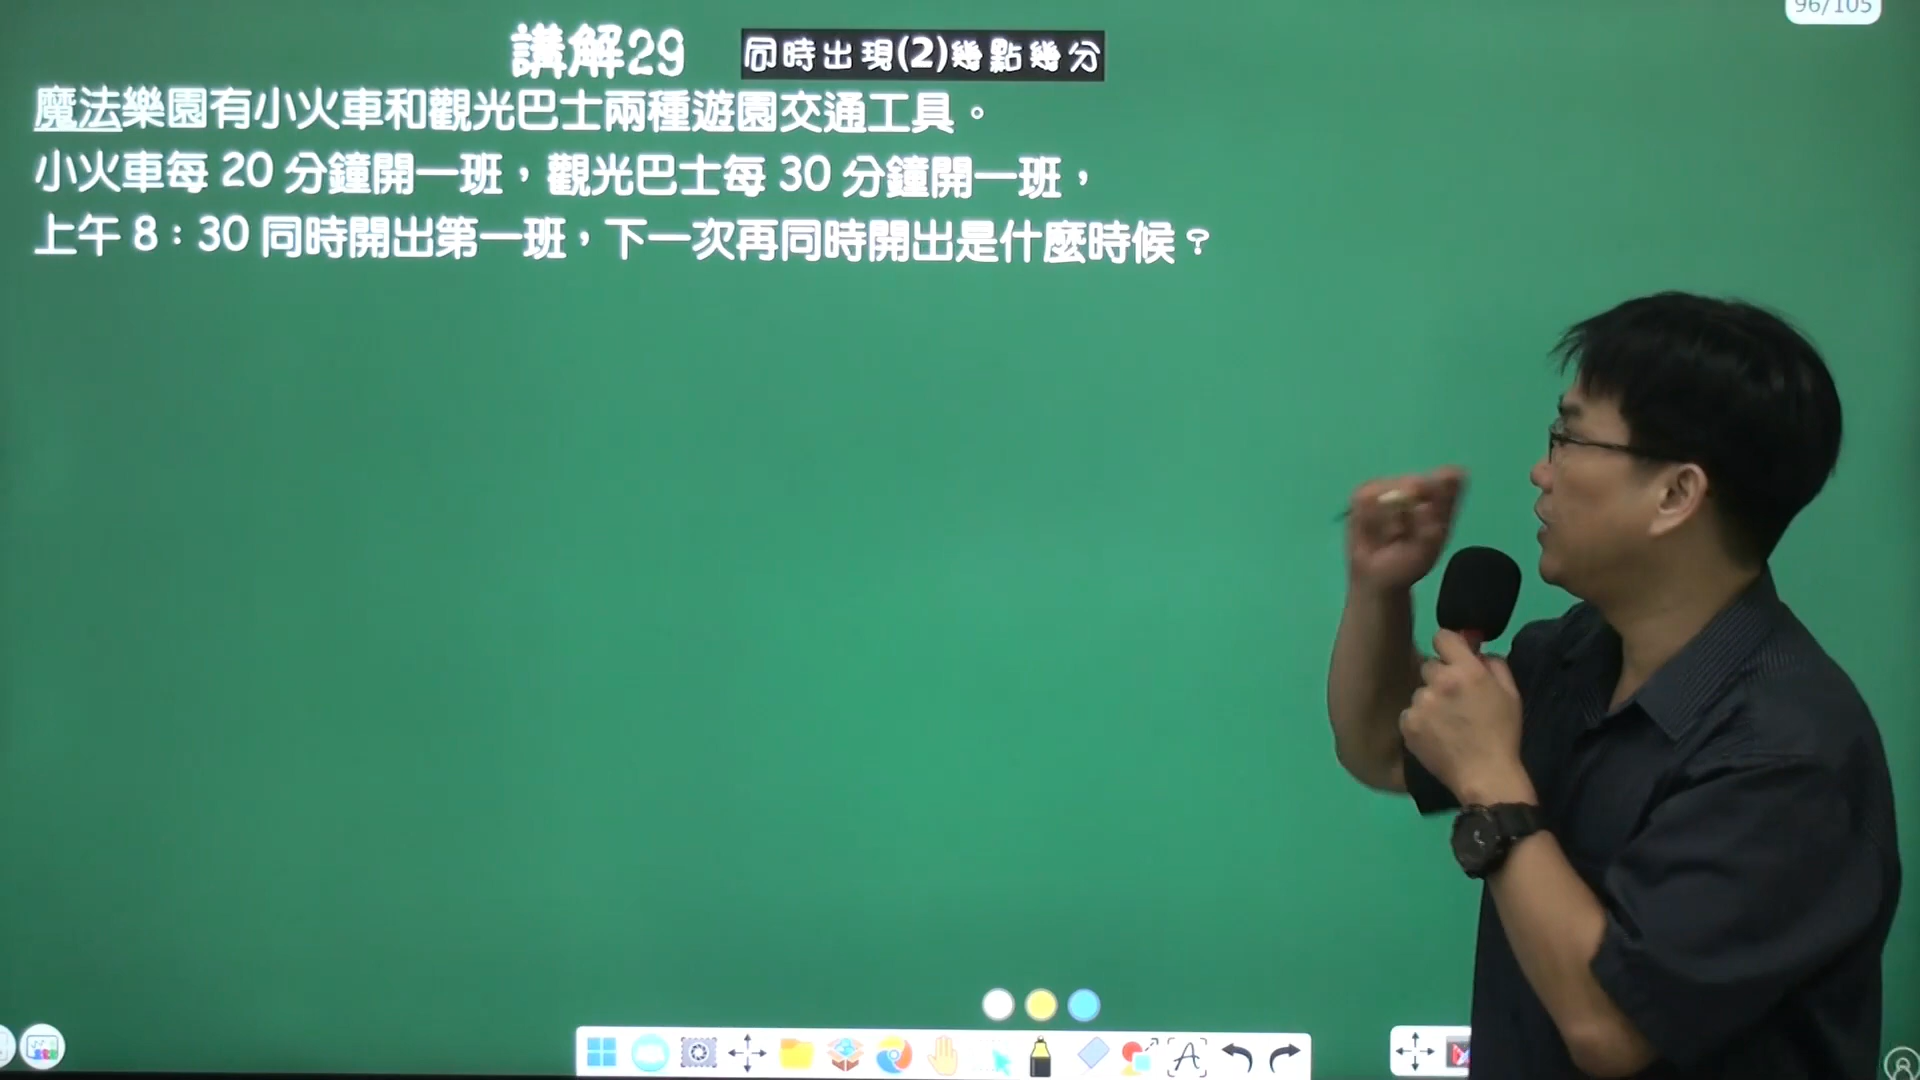 96/105
講解29 同時出現(2)幾點幾分
魔法樂園有小火車和觀光巴士兩種遊園交通工具。
小火車每 20 分鐘開一班，觀光巴士每 30 分鐘開一班，
上午 8：30 同時開出第一班，下一次再同時開出是什麼時候？